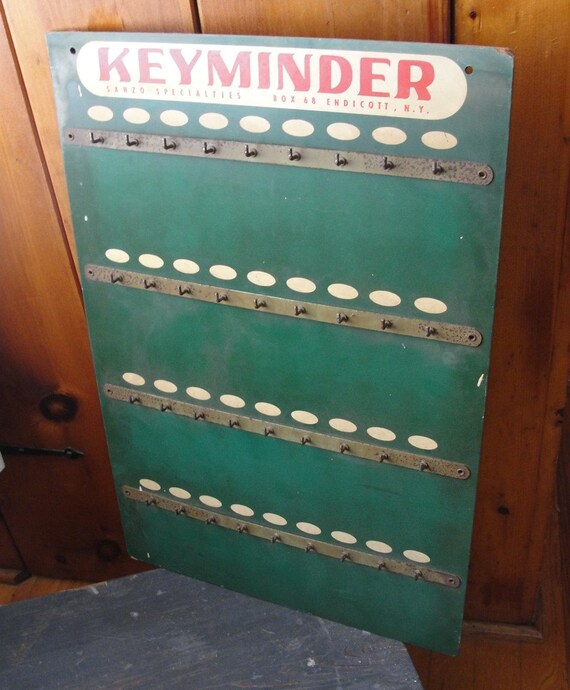 KEYMINDER
SANZO SPECIALTIES BOX 68 ENDICOTT, N.Y.